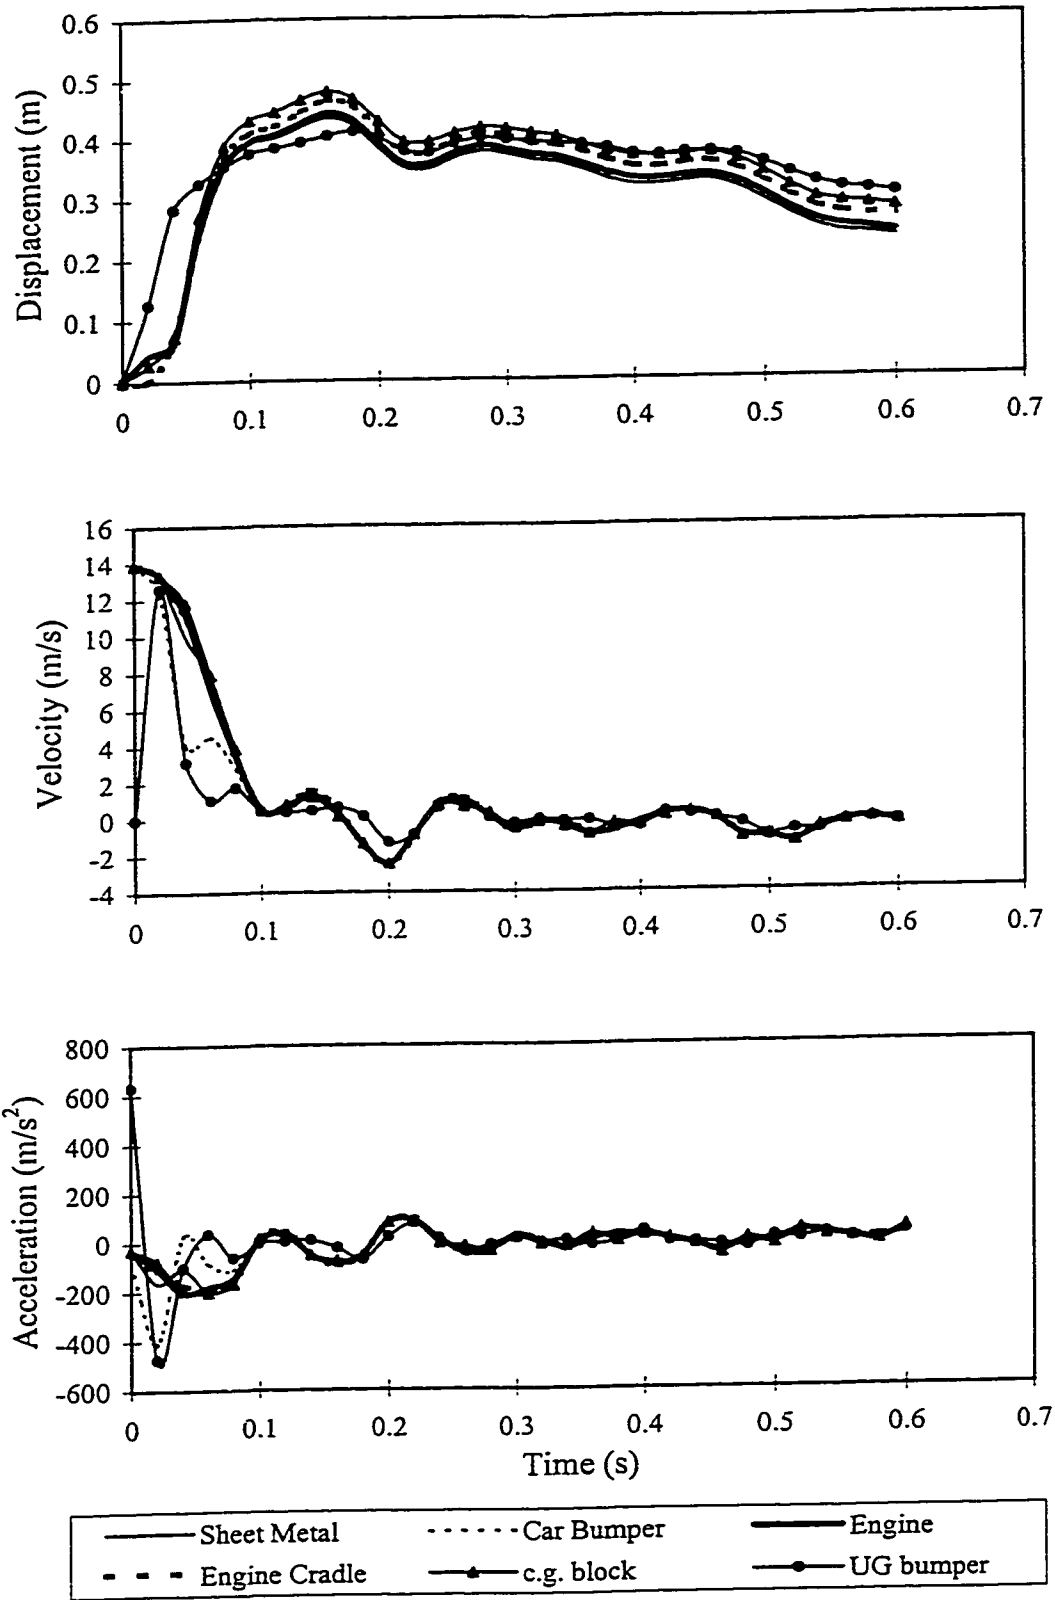 0.6
0.5
0.4
0.3
0.2
0.1
0
Displacement (m)
0 0.1 0.2 0.3 0.4 0.5 0.6 0.7
16
14
12
10
8
6
4
2
0
-2
-4
Velocity (m/s)
0 0.1 0.2 0.3 0.4 0.5 0.6 0.7
800
600
400
200
0
-200
-400
-600
Acceleration (m/s²)
0 0.1 0.2 0.3 0.4 0.5 0.6 0.7
Time (s)
Sheet Metal Car Bumper Engine
Engine Cradle c.g. block UG bumper